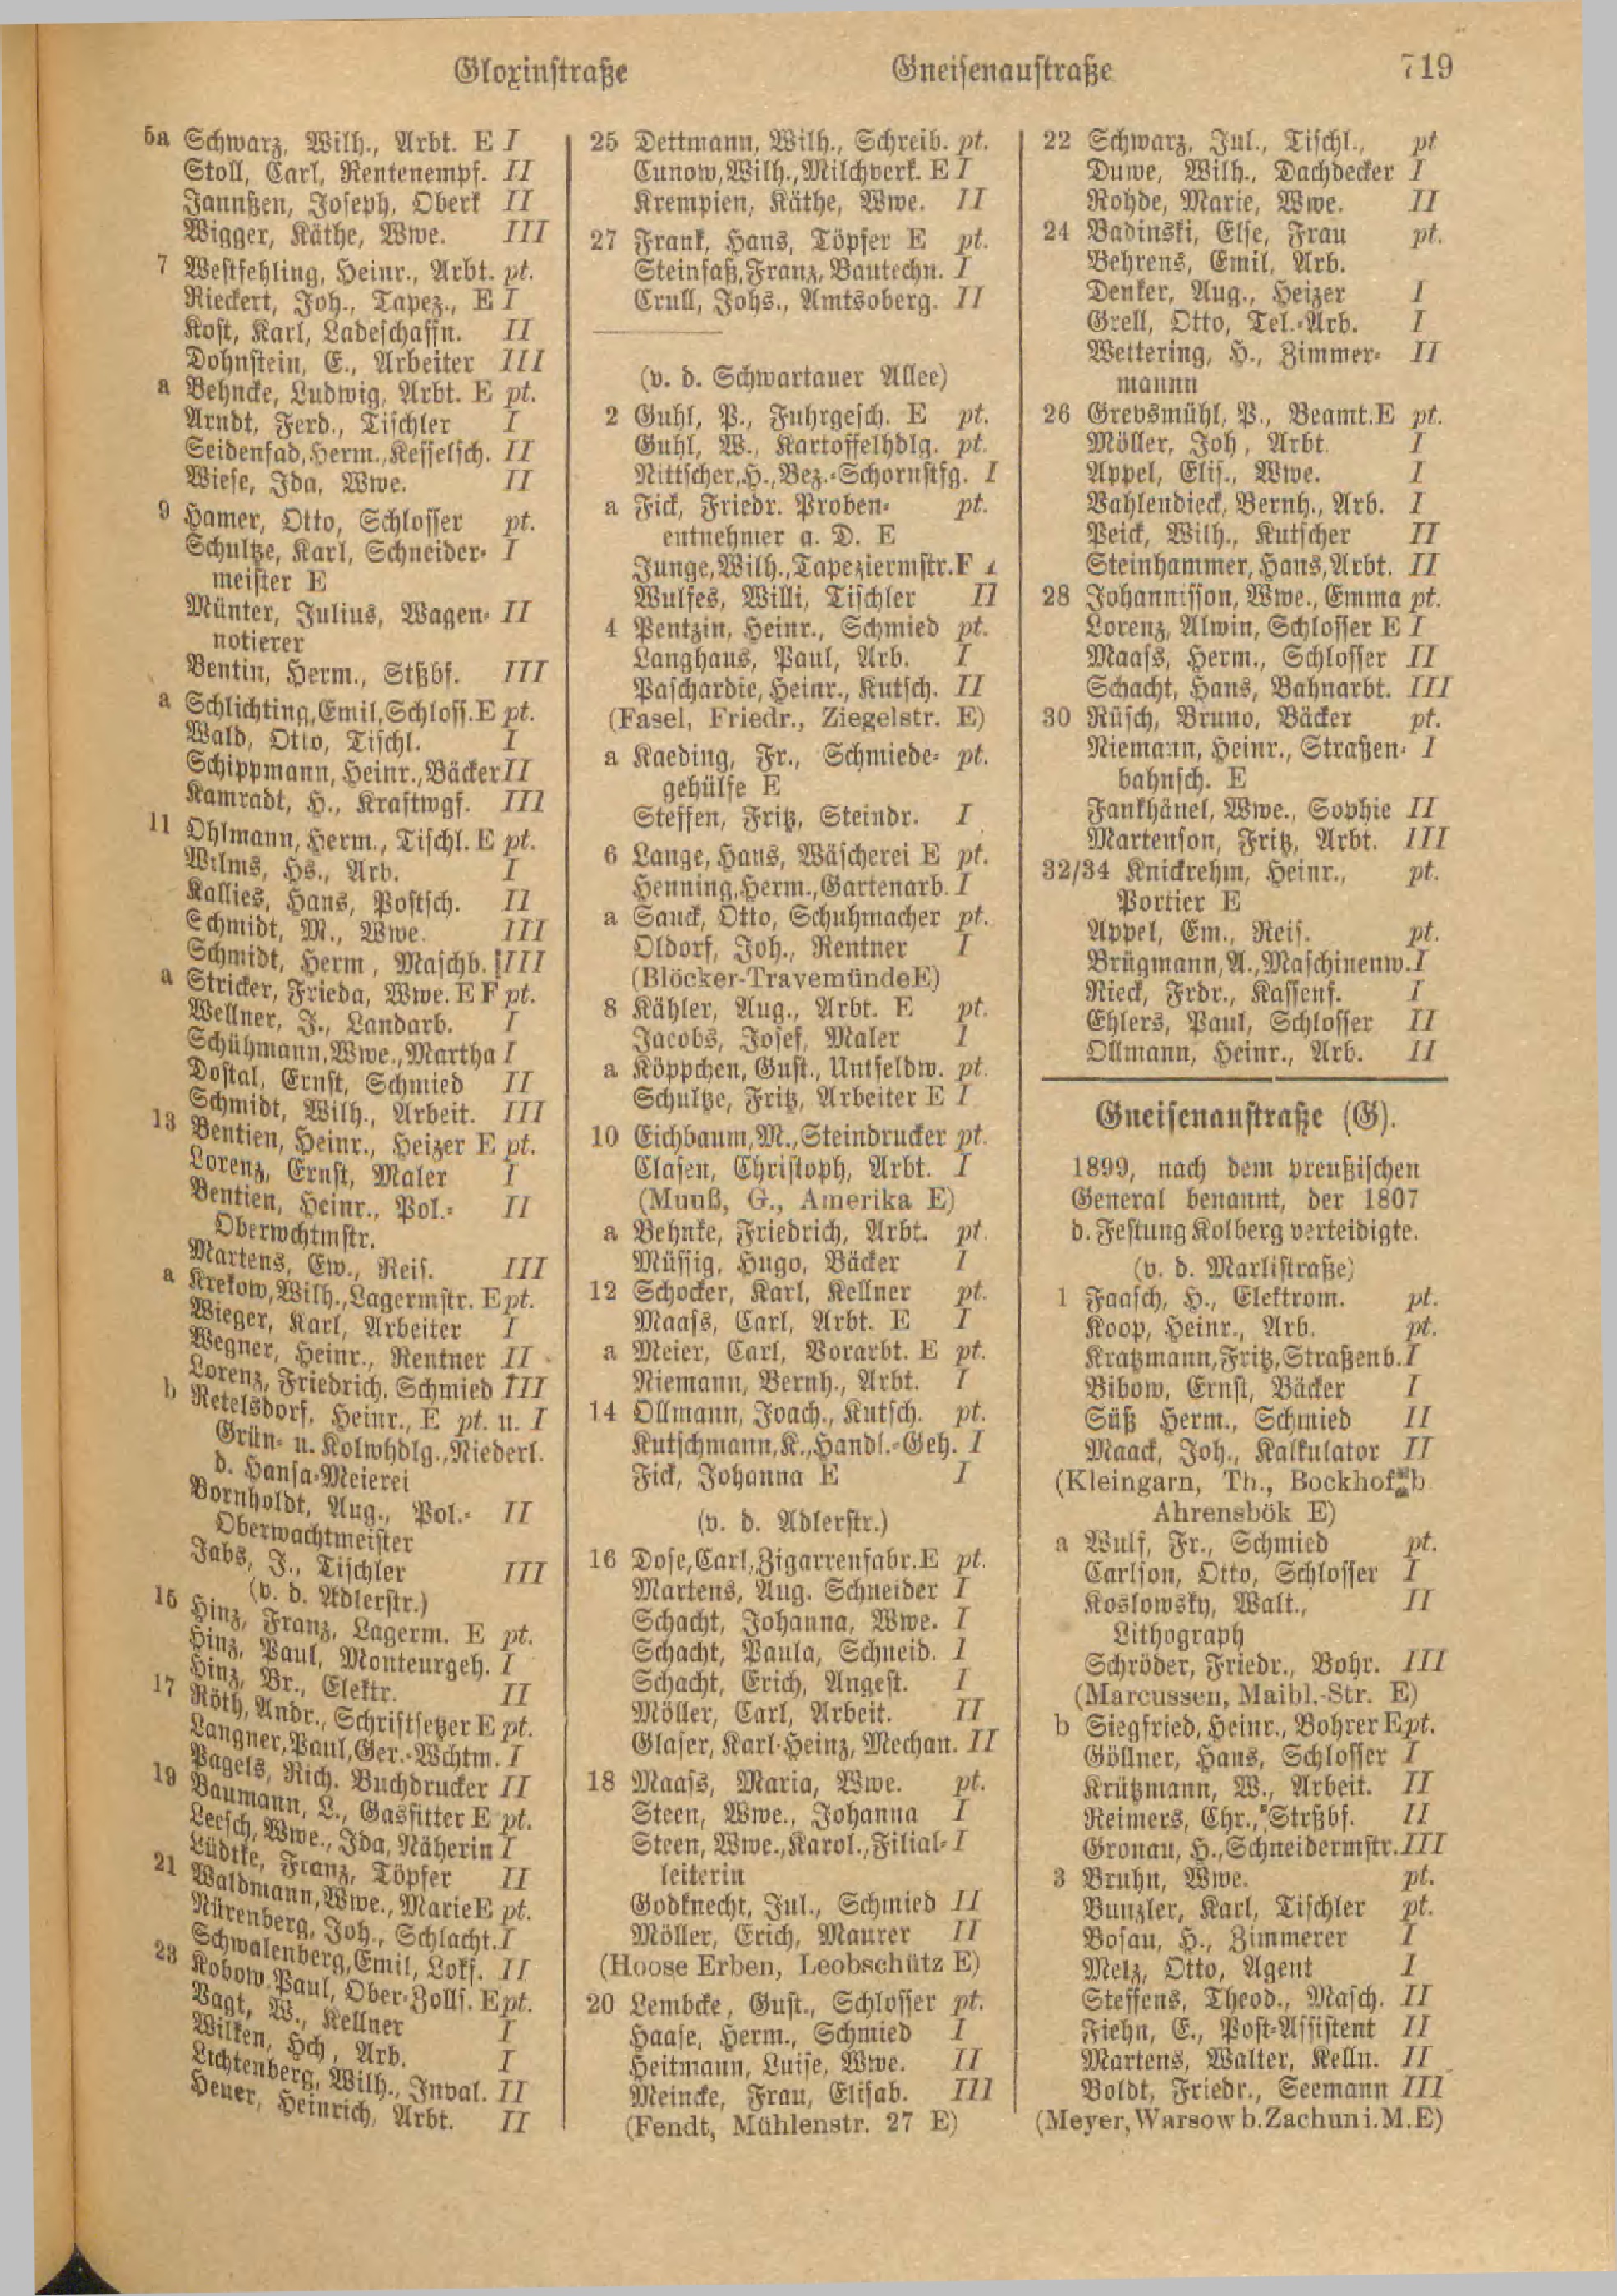 Gloxinstraße Gneisenaustraße 719
5a Schwarz, Wilh., Arbt. E I
Stoll, Carl, Rentenempf. II
Jannßen, Joseph, Oberk II
Wigger, Käthe, Wwe. III
7 Westfehling, Heinr., Arbt. pt.
Rieckert, Joh., Tapez., E I
Kost, Karl, Ladeschaffn. II
Dohnstein, E., Arbeiter III
a Behncke, Ludwig, Arbt. E pt.
Arndt, Ferd., Tischler I
Seidensad, Herm., Kesselsch. II
Wiese, Ida, Wwe. II
9 Hamer, Otto, Schlosser pt.
Schultze, Karl, Schneider- I
meister E
Münter, Julius, Wagen- II
notierer
Bentin, Herm., Stßbf. III
a Schlichting, Emil, Schloss. E pt.
Wald, Otto, Tischl. I
Schippmann, Heinr., Bäcker II
Kamradt, H., Kraftwgf. III
11 Ohlmann, Herm., Tischl. E pt.
Wilms, Hs., Arb. I
Kallies, Hans, Postsch. II
Schmidt, M., Wwe. III
Schmidt, Herm, Maschb. III
a Stricker, Frieda, Wwe. E F pt.
Wellner, J., Landarb. I
Schühmann, Wwe., Martha I
Dostal, Ernst, Schmied II
Schmidt, Wilh., Arbeit. III
13 Bentien, Heinr., Heizer E pt.
Lorenz, Ernst, Maler I
Bentien, Heinr., Pol.- II
Oberwchtmstr.
Martens, Ew., Reis. III
a Krekow, Wilh., Lagermstr. E pt.
Wieger, Karl, Arbeiter I
Wegner, Heinr., Rentner II
Lorenz, Friedrich, Schmied III
b Retelsdorf, Heinr., E pt. u. I
Grün- u. Kolwhdlg., Niederl.
d. Hansa-Meierei
Bornholdt, Aug., Pol.- II
Oberwachtmeister
Jabs, J., Tischler III
(v. d. Adlerstr.)
15 Hinz, Franz, Lagerm. E pt.
Hinz, Paul, Monteurgeh. I
Hinz, Br., Elektr. II
17 Röth, Andr., Schriftsetzer E pt.
Langner, Paul, Ger.-Wchtm. I
Pagels, Rich. Buchdrucker II
19 Baumann, L., Gasfitter E pt.
Leesch, Wwe., Ida, Näherin I
Lüdtke, Franz, Töpfer II
21 Waldmann, Wwe., Marie E pt.
Nürenberg, Joh., Schlacht. I
Schwalenberg, Emil, Lokf. II
23 Kobow, Paul, Ober-Zolls. E pt.
Vagt, W., Kellner I
Wilken, Hch, Arb. I
Lichtenberg, Wilh., Inval. II
Heuer, Heinrich, Arbt. II
25 Dettmann, Wilh., Schreib. pt.
Cunow, Wilh., Milchverk. E I
Krempien, Käthe, Wwe. II
27 Frank, Hans, Töpfer E pt.
Steinfaß, Franz, Bautechn. I
Crull, Johs., Amtsoberg. II
(v. d. Schwartauer Allee)
2 Guhl, P., Fuhrgesch. E pt.
Guhl, W., Kartoffelhdlg. pt.
Nittscher, H., Bez.-Schornstfg. I
a Fick, Friedr. Proben- pt.
entnehmer a. D. E
Junge, Wilh., Tapeziermstr. F
Wulfes, Willi, Tischler II
4 Pentzin, Heinr., Schmied pt.
Langhaus, Paul, Arb. I
Paschardie, Heinr., Kutsch. II
(Fasel, Friedr., Ziegelstr. E)
a Kaeding, Fr., Schmiede- pt.
gehülfe E
Steffen, Fritz, Steindr. I
6 Lange, Hans, Wäscherei E pt.
Henning, Herm., Gartenarb. I
a Sauck, Otto, Schuhmacher pt.
Oldorf, Joh., Rentner I
(Blöcker-Travemünde E)
8 Kähler, Aug., Arbt. E pt.
Jacobs, Josef, Maler I
a Köppchen, Gust., Untfeldw. pt.
Schultze, Fritz, Arbeiter E I
10 Eichbaum, M., Steindrucker pt.
Clasen, Christoph, Arbt. I
(Muuß, G., Amerika E)
a Behnke, Friedrich, Arbt. pt.
Müssig, Hugo, Bäcker I
12 Schocker, Karl, Kellner pt.
Maass, Carl, Arbt. E I
a Meier, Carl, Vorarbt. E pt.
Niemann, Bernh., Arbt. I
14 Ollmann, Joach., Kutsch. pt.
Kutschmann, K., Handl.-Geh. I
Fick, Johanna E I
(v. d. Adlerstr.)
16 Dose, Carl, Zigarrenfabr. E pt.
Martens, Aug. Schneider I
Schacht, Johanna, Wwe. I
Schacht, Paula, Schneid. I
Schacht, Erich, Angest. I
Möller, Carl, Arbeit. II
Glaser, Karl-Heinz, Mechan. II
18 Maass, Maria, Wwe. pt.
Steen, Wwe., Johanna I
Steen, Wwe., Karol., Filial- I
leiterin
Godknecht, Jul., Schmied II
Möller, Erich, Maurer II
(Hoose Erben, Leobschütz E)
20 Lembcke, Gust., Schlosser pt.
Haase, Herm., Schmied I
Heitmann, Luise, Wwe. II
Meincke, Frau, Elisab. III
(Fendt, Mühlenstr. 27 E)
22 Schwarz, Jul., Tischl., pt
Duwe, Wilh., Dachdecker I
Rohde, Marie, Wwe. II
24 Badinski, Else, Frau pt.
Behrens, Emil, Arb.
Denker, Aug., Heizer I
Grell, Otto, Tel.-Arb. I
Wettering, H., Zimmer- II
mannn
26 Grevsmühl, P., Beamt. E pt.
Möller, Joh, Arbt. I
Appel, Elis., Wwe. I
Vahlendieck, Bernh., Arb. I
Peick, Wilh., Kutscher II
Steinhammer, Hans, Arbt. II
28 Johannisson, Wwe., Emma pt.
Lorenz, Alwin, Schlosser E I
Maass, Herm., Schlosser II
Schacht, Hans, Bahnarbt. III
30 Rüsch, Bruno, Bäcker pt.
Niemann, Heinr., Straßen- I
bahnsch. E
Fankhänel, Wwe., Sophie II
Martenson, Fritz, Arbt. III
32/34 Knickrehm, Heinr., pt.
Portier E
Appel, Em., Reis. pt.
Brügmann, A., Maschinenw. I
Rieck, Frdr., Kassenf. I
Ehlers, Paul, Schlosser II
Ollmann, Heinr., Arb. II
Gneisenaustraße (G).
1899, nach dem preußischen
General benannt, der 1807
d. Festung Kolberg verteidigte.
(v. d. Marlistraße)
1 Faasch, H., Elektrom. pt.
Koop, Heinr., Arb. pt.
Kratzmann, Fritz, Straßenb. I
Bibow, Ernst, Bäcker I
Süß Herm., Schmied II
Maack, Joh., Kalkulator II
(Kleingarn, Th., Bockhof b
Ahrensbök E)
a Wulf, Fr., Schmied pt.
Carlson, Otto, Schlosser I
Koslowsky, Walt., II
Lithograph
Schröder, Friedr., Bohr. III
(Marcussen, Maibl.-Str. E)
b Siegfried, Heinr., Bohrer E pt.
Göllner, Hans, Schlosser I
Krützmann, W., Arbeit. II
Reimers, Chr., Strßbf. II
Gronau, H., Schneidermstr. III
3 Bruhn, Wwe. pt.
Bunzler, Karl, Tischler pt.
Bosau, H., Zimmerer I
Melz, Otto, Agent I
Steffens, Theod., Masch. II
Fiehn, E., Post-Assistent II
Martens, Walter, Kelln. II
Boldt, Friedr., Seemann III
(Meyer, Warsow b. Zachun i. M. E)